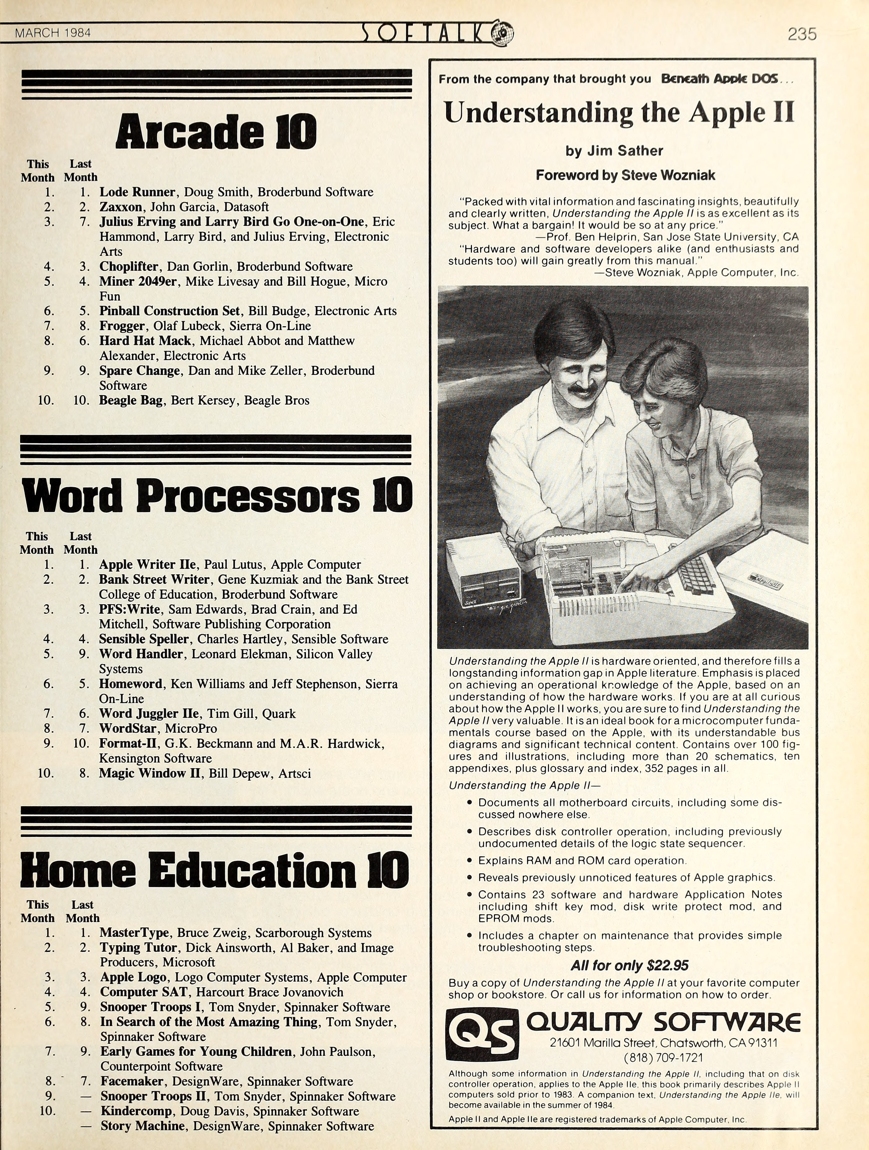 MARCH 1984
SOFTALK
235
Arcade 10
This Last
Month Month
1. 1. Lode Runner, Doug Smith, Broderbund Software
2. 2. Zaxxon, John Garcia, Datasoft
3. 7. Julius Erving and Larry Bird Go One-on-One, Eric
Hammond, Larry Bird, and Julius Erving, Electronic
Arts
4. 3. Choplifter, Dan Gorlin, Broderbund Software
5. 4. Miner 2049er, Mike Livesay and Bill Hogue, Micro
Fun
6. 5. Pinball Construction Set, Bill Budge, Electronic Arts
7. 8. Frogger, Olaf Lubeck, Sierra On-Line
8. 6. Hard Hat Mack, Michael Abbot and Matthew
Alexander, Electronic Arts
9. 9. Spare Change, Dan and Mike Zeller, Broderbund
Software
10. 10. Beagle Bag, Bert Kersey, Beagle Bros
Word Processors 10
This Last
Month Month
1. 1. Apple Writer IIe, Paul Lutus, Apple Computer
2. 2. Bank Street Writer, Gene Kuzmiak and the Bank Street
College of Education, Broderbund Software
3. 3. PFS:Write, Sam Edwards, Brad Crain, and Ed
Mitchell, Software Publishing Corporation
4. 4. Sensible Speller, Charles Hartley, Sensible Software
5. 9. Word Handler, Leonard Elekman, Silicon Valley
Systems
6. 5. Homeword, Ken Williams and Jeff Stephenson, Sierra
On-Line
7. 6. Word Juggler IIe, Tim Gill, Quark
8. 7. WordStar, MicroPro
9. 10. Format-II, G.K. Beckmann and M.A.R. Hardwick,
Kensington Software
10. 8. Magic Window II, Bill Depew, Artsci
Home Education 10
This Last
Month Month
1. 1. MasterType, Bruce Zweig, Scarborough Systems
2. 2. Typing Tutor, Dick Ainsworth, Al Baker, and Image
Producers, Microsoft
3. 3. Apple Logo, Logo Computer Systems, Apple Computer
4. 4. Computer SAT, Harcourt Brace Jovanovich
5. 9. Snooper Troops I, Tom Snyder, Spinnaker Software
6. 8. In Search of the Most Amazing Thing, Tom Snyder,
Spinnaker Software
7. 9. Early Games for Young Children, John Paulson,
Counterpoint Software
8. 7. Facemaker, DesignWare, Spinnaker Software
9. — Snooper Troops II, Tom Snyder, Spinnaker Software
10. — Kindercomp, Doug Davis, Spinnaker Software
— Story Machine, DesignWare, Spinnaker Software
From the company that brought you Beneath Apple DOS...
Understanding the Apple II
by Jim Sather
Foreword by Steve Wozniak
"Packed with vital information and fascinating insights, beautifully
and clearly written, Understanding the Apple II is as excellent as its
subject. What a bargain! It would be so at any price."
—Prof. Ben Helprin, San Jose State University, CA
"Hardware and software developers alike (and enthusiasts and
students too) will gain greatly from this manual."
—Steve Wozniak, Apple Computer, Inc.
Understanding the Apple II is hardware oriented, and therefore fills a
longstanding information gap in Apple literature. Emphasis is placed
on achieving an operational knowledge of the Apple, based on an
understanding of how the hardware works. If you are at all curious
about how the Apple II works, you are sure to find Understanding the
Apple II very valuable. It is an ideal book for a microcomputer funda-
mentals course based on the Apple, with its understandable bus
diagrams and significant technical content. Contains over 100 fig-
ures and illustrations, including more than 20 schematics, ten
appendixes, plus glossary and index, 352 pages in all.
Understanding the Apple II—
• Documents all motherboard circuits, including some dis-
cussed nowhere else.
• Describes disk controller operation, including previously
undocumented details of the logic state sequencer.
• Explains RAM and ROM card operation.
• Reveals previously unnoticed features of Apple graphics.
• Contains 23 software and hardware Application Notes
including shift key mod, disk write protect mod, and
EPROM mods.
• Includes a chapter on maintenance that provides simple
troubleshooting steps.
All for only $22.95
Buy a copy of Understanding the Apple II at your favorite computer
shop or bookstore. Or call us for information on how to order.
QS QUALITY SOFTWARE
21601 Marilla Street, Chatsworth, CA 91311
(818) 709-1721
Although some information in Understanding the Apple II, including that on disk
controller operation, applies to the Apple IIe, this book primarily describes Apple II
computers sold prior to 1983. A companion text, Understanding the Apple IIe, will
become available in the summer of 1984.
Apple II and Apple IIe are registered trademarks of Apple Computer, Inc.